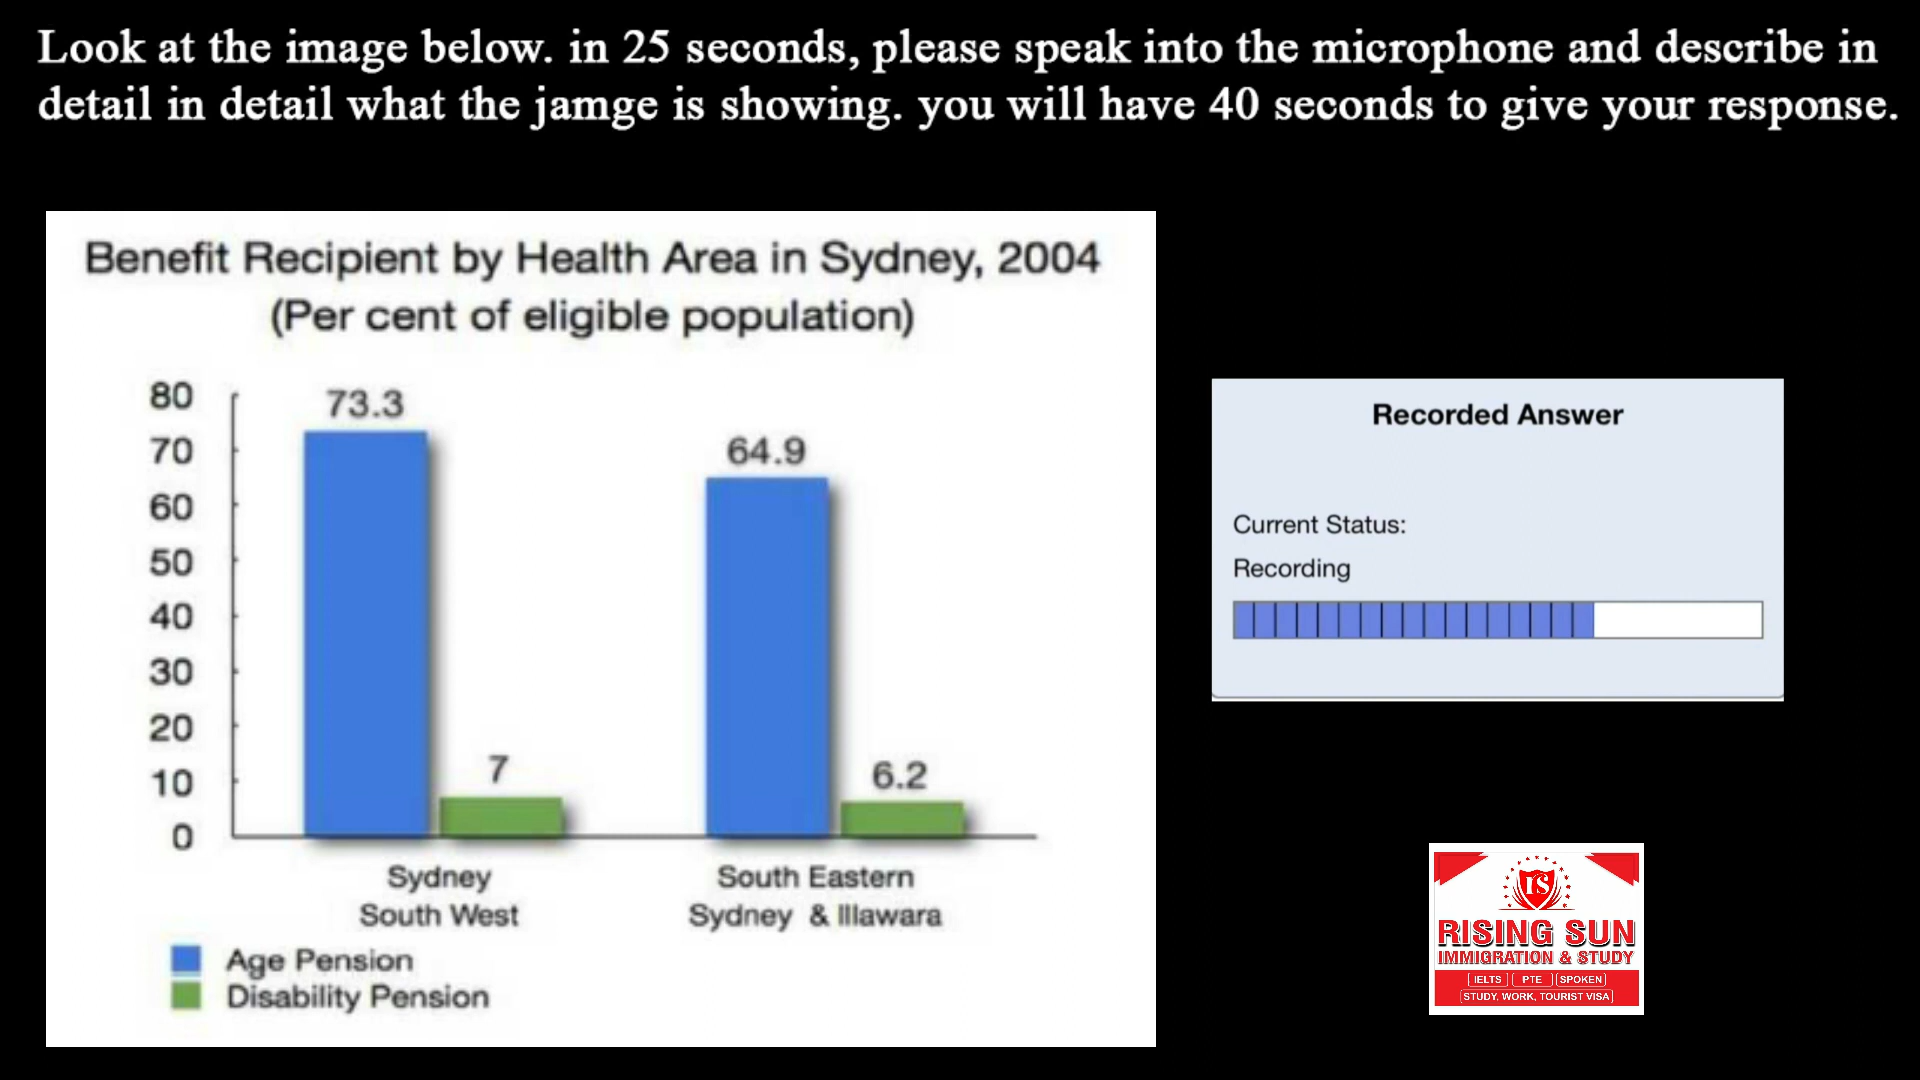 Look at the image below. in 25 seconds, please speak into the microphone and describe in
detail in detail what the jamge is showing. you will have 40 seconds to give your response.
Benefit Recipient by Health Area in Sydney, 2004
(Per cent of eligible population)
80
70
60
50
40
30
20
10
0
73.3
7
64.9
6.2
Sydney
South West
South Eastern
Sydney & Illawara
Age Pension
Disability Pension
Recorded Answer
Current Status:
Recording
RS
RISING SUN
IMMIGRATION & STUDY
IELTS PTE SPOKEN
STUDY, WORK, TOURIST VISA